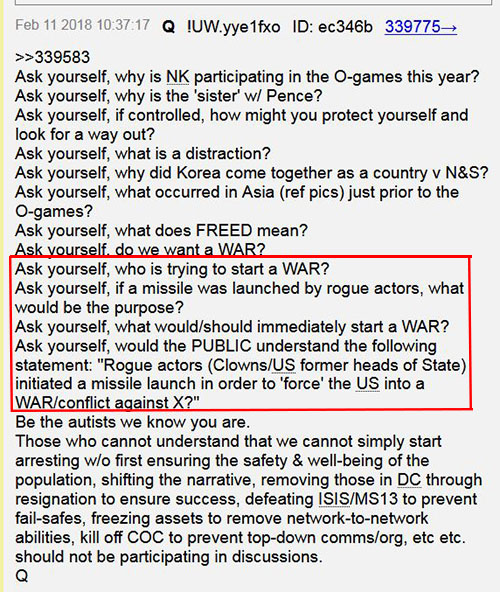 Feb 11 2018 10:37:17 Q !UW.yye1fxo ID: ec346b 339775→
>>339583
Ask yourself, why is NK participating in the O-games this year?
Ask yourself, why is the 'sister' w/ Pence?
Ask yourself, if controlled, how might you protect yourself and
look for a way out?
Ask yourself, what is a distraction?
Ask yourself, why did Korea come together as a country v N&S?
Ask yourself, what occurred in Asia (ref pics) just prior to the
O-games?
Ask yourself, what does FREED mean?
Ask yourself, do we want a WAR?
Ask yourself, who is trying to start a WAR?
Ask yourself, if a missile was launched by rogue actors, what
would be the purpose?
Ask yourself, what would/should immediately start a WAR?
Ask yourself, would the PUBLIC understand the following
statement: "Rogue actors (Clowns/US former heads of State)
initiated a missile launch in order to 'force' the US into a
WAR/conflict against X?"
Be the autists we know you are.
Those who cannot understand that we cannot simply start
arresting w/o first ensuring the safety & well-being of the
population, shifting the narrative, removing those in DC through
resignation to ensure success, defeating ISIS/MS13 to prevent
fail-safes, freezing assets to remove network-to-network
abilities, kill off COC to prevent top-down comms/org, etc etc.
should not be participating in discussions.
Q